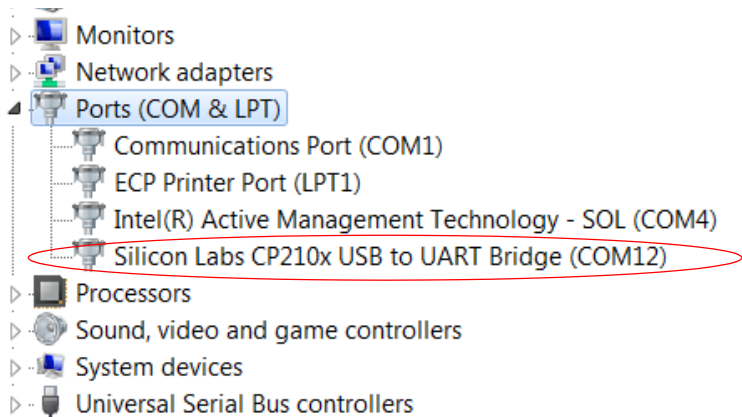 Monitors
Network adapters
Ports (COM & LPT)
Communications Port (COM1)
ECP Printer Port (LPT1)
Intel(R) Active Management Technology - SOL (COM4)
Silicon Labs CP210x USB to UART Bridge (COM12)
Processors
Sound, video and game controllers
System devices
Universal Serial Bus controllers